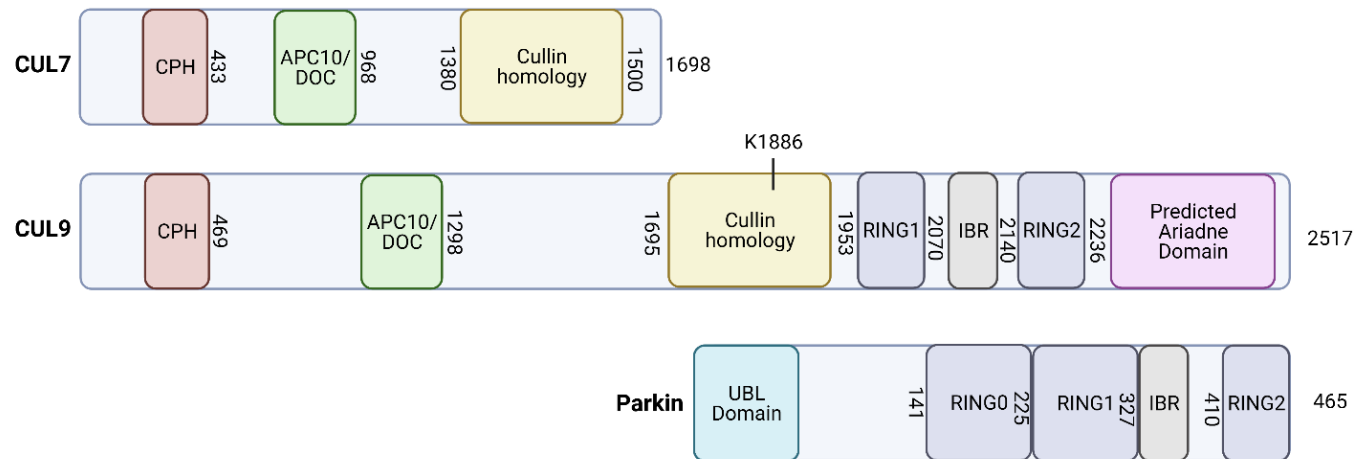 CUL7
CPH
433
APC10/
DOC
968
1380
Cullin
homology
1500
1698
K1886
CUL9
CPH
469
APC10/
DOC
1298
1695
Cullin
homology
1953
RING1
2070
IBR
2140
RING2
2236
Predicted
Ariadne
Domain
2517
Parkin
UBL
Domain
141
RING0
225
RING1
327
IBR
410
RING2
465